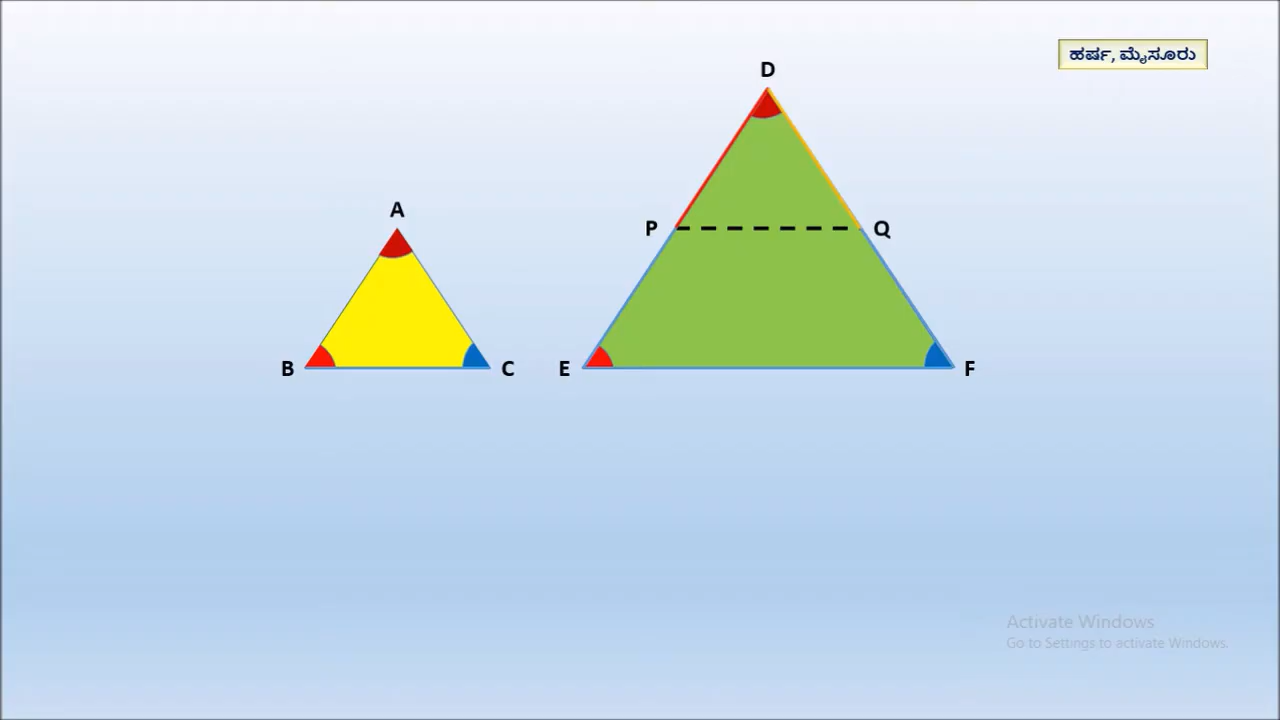 ಹರ್ಷ, ಮೈಸೂರು
D
A
P
Q
B
C
E
F
Activate Windows
Go to Settings to activate Windows.